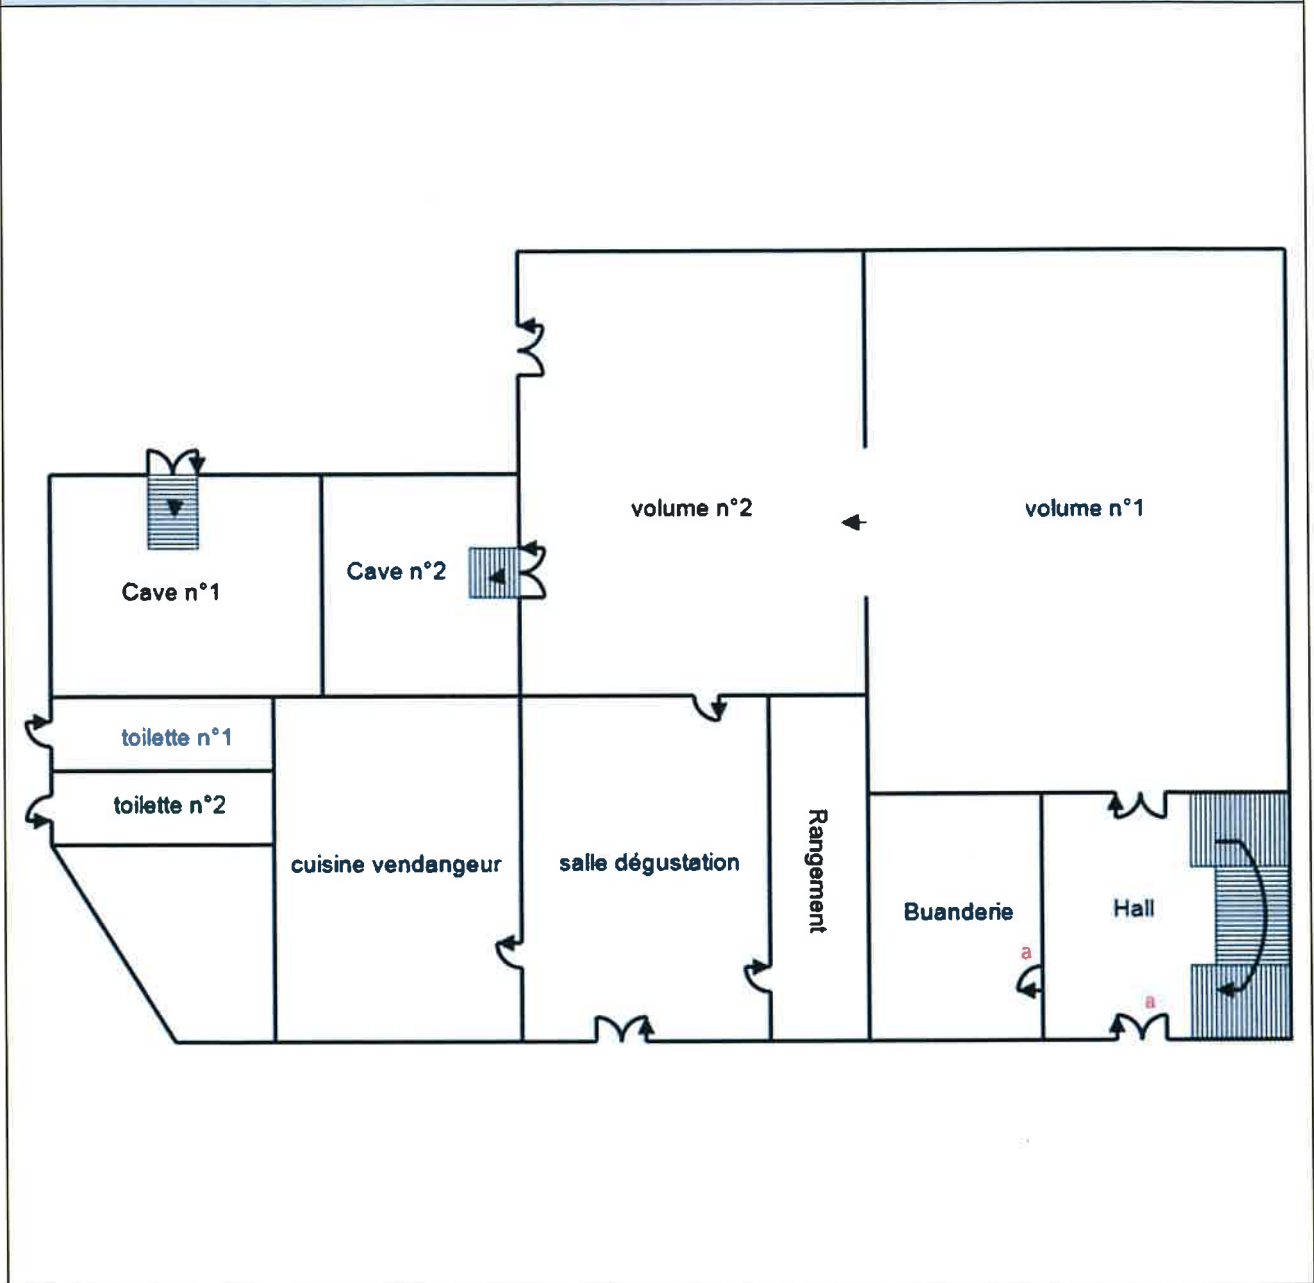 volume n°2
volume n°1
Cave n°2
Cave n°1
toilette n°1
toilette n°2
cuisine vendangeur
salle dégustation
Rangement
Buanderie
Hall
a
a